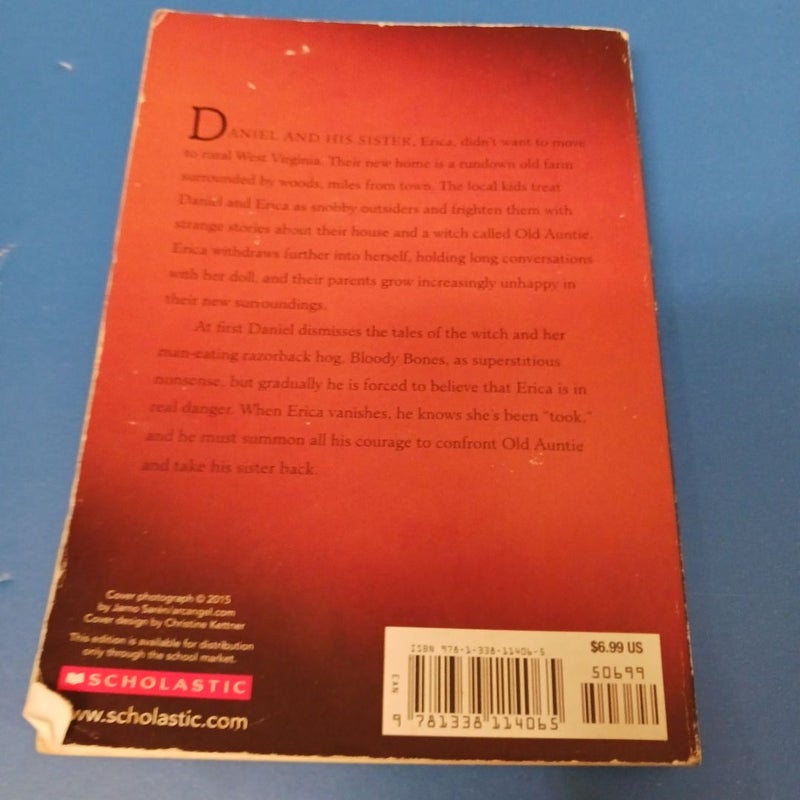 DANIEL AND HIS SISTER, Erica, didn't want to move
to rural West Virginia. Their new home is a rundown old farm
surrounded by woods, miles from town. The local kids treat
Daniel and Erica as snobby outsiders and frighten them with
strange stories about their house and a witch called Old Auntie.
Erica withdraws further into herself, holding long conversations
with her doll, and their parents grow increasingly unhappy in
their new surroundings.
At first Daniel dismisses the tales of the witch and her
man-eating razorback hog, Bloody Bones, as superstitious
nonsense, but gradually he is forced to believe that Erica is in
real danger. When Erica vanishes, he knows she's been "took,"
and he must summon all his courage to confront Old Auntie
and take his sister back.
Cover photograph © 2015
by Jarno Saren/arcangel.com
Cover design by Christine Kettner
This edition is available for distribution
only through the school market.
SCHOLASTIC
www.scholastic.com
ISBN 978-1-338-11406-5
$6.99 US
50699
EAN
9 781338 114065